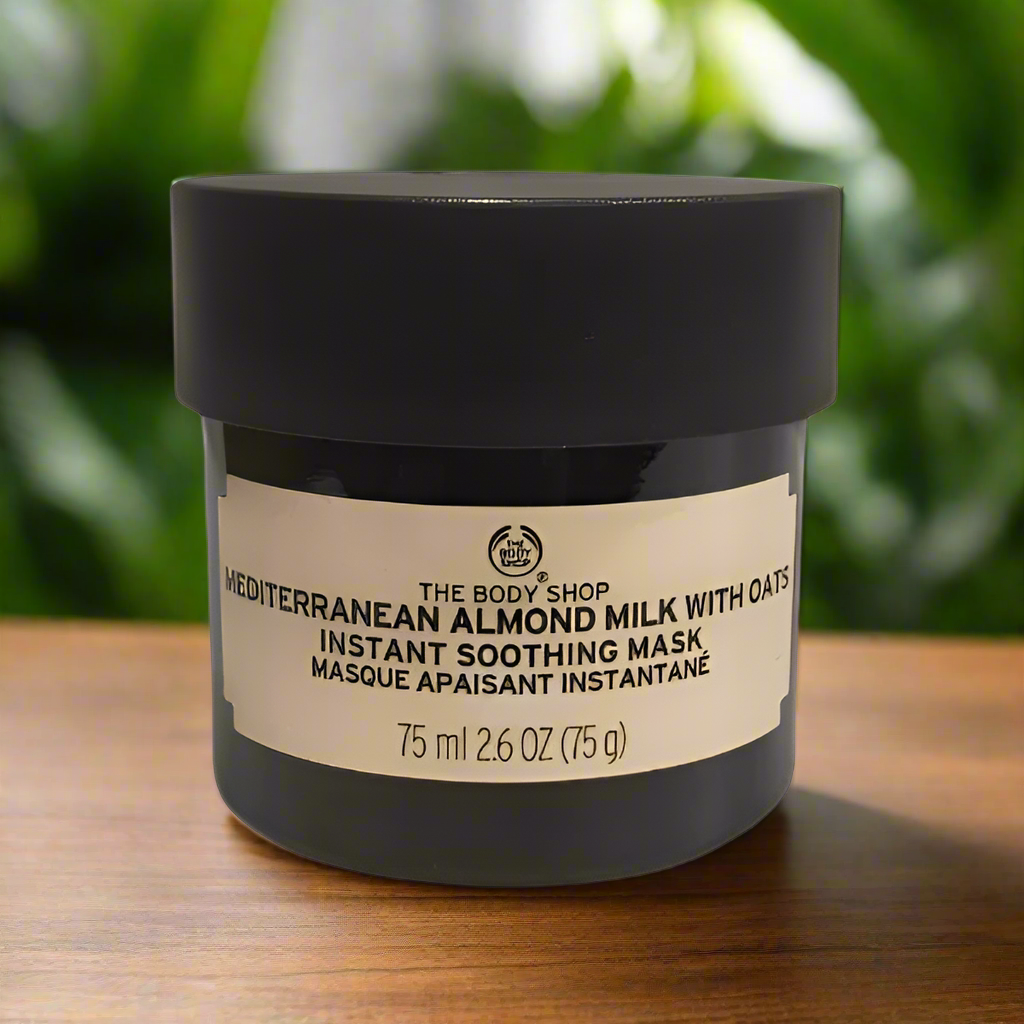 THE BODY SHOP®
MEDITERRANEAN ALMOND MILK WITH OATS
INSTANT SOOTHING MASK
MASQUE APAISANT INSTANTANÉ
75 ml 2.6 OZ (75 g)